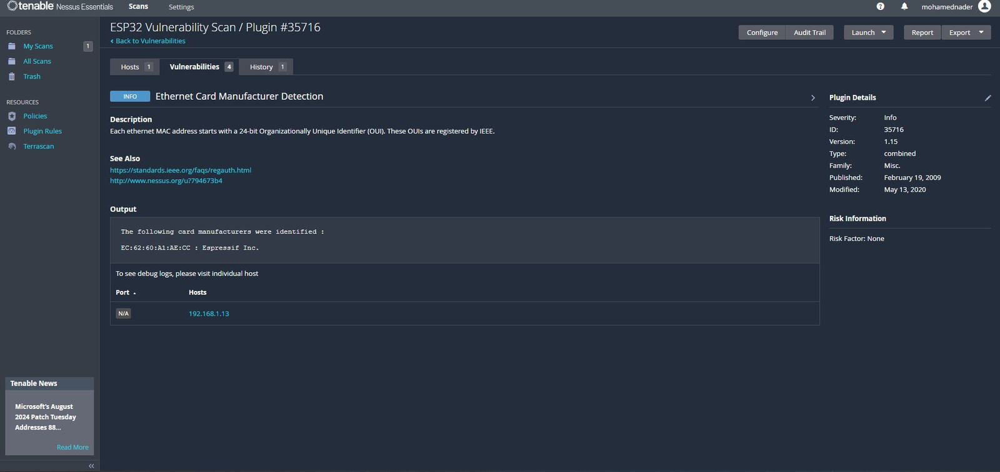 tenable Nessus Essentials Scans Settings mohamednader
FOLDERS
My Scans 1
All Scans
Trash
RESOURCES
Policies
Plugin Rules
Terrascan
Tenable News
Microsoft's August
2024 Patch Tuesday
Addresses 88...
Read More
ESP32 Vulnerability Scan / Plugin #35716
Back to Vulnerabilities
Configure Audit Trail Launch Report Export
Hosts 1 Vulnerabilities 4 History 1
INFO Ethernet Card Manufacturer Detection
Description
Each ethernet MAC address starts with a 24-bit Organizationally Unique Identifier (OUI). These OUIs are registered by IEEE.
See Also
https://standards.ieee.org/faqs/regauth.html
http://www.nessus.org/u?794673b4
Output
The following card manufacturers were identified :
EC:62:60:A1:AE:CC : Espressif Inc.
To see debug logs, please visit individual host
Port Hosts
N/A 192.168.1.13
Plugin Details
Severity: Info
ID: 35716
Version: 1.15
Type: combined
Family: Misc.
Published: February 19, 2009
Modified: May 13, 2020
Risk Information
Risk Factor: None